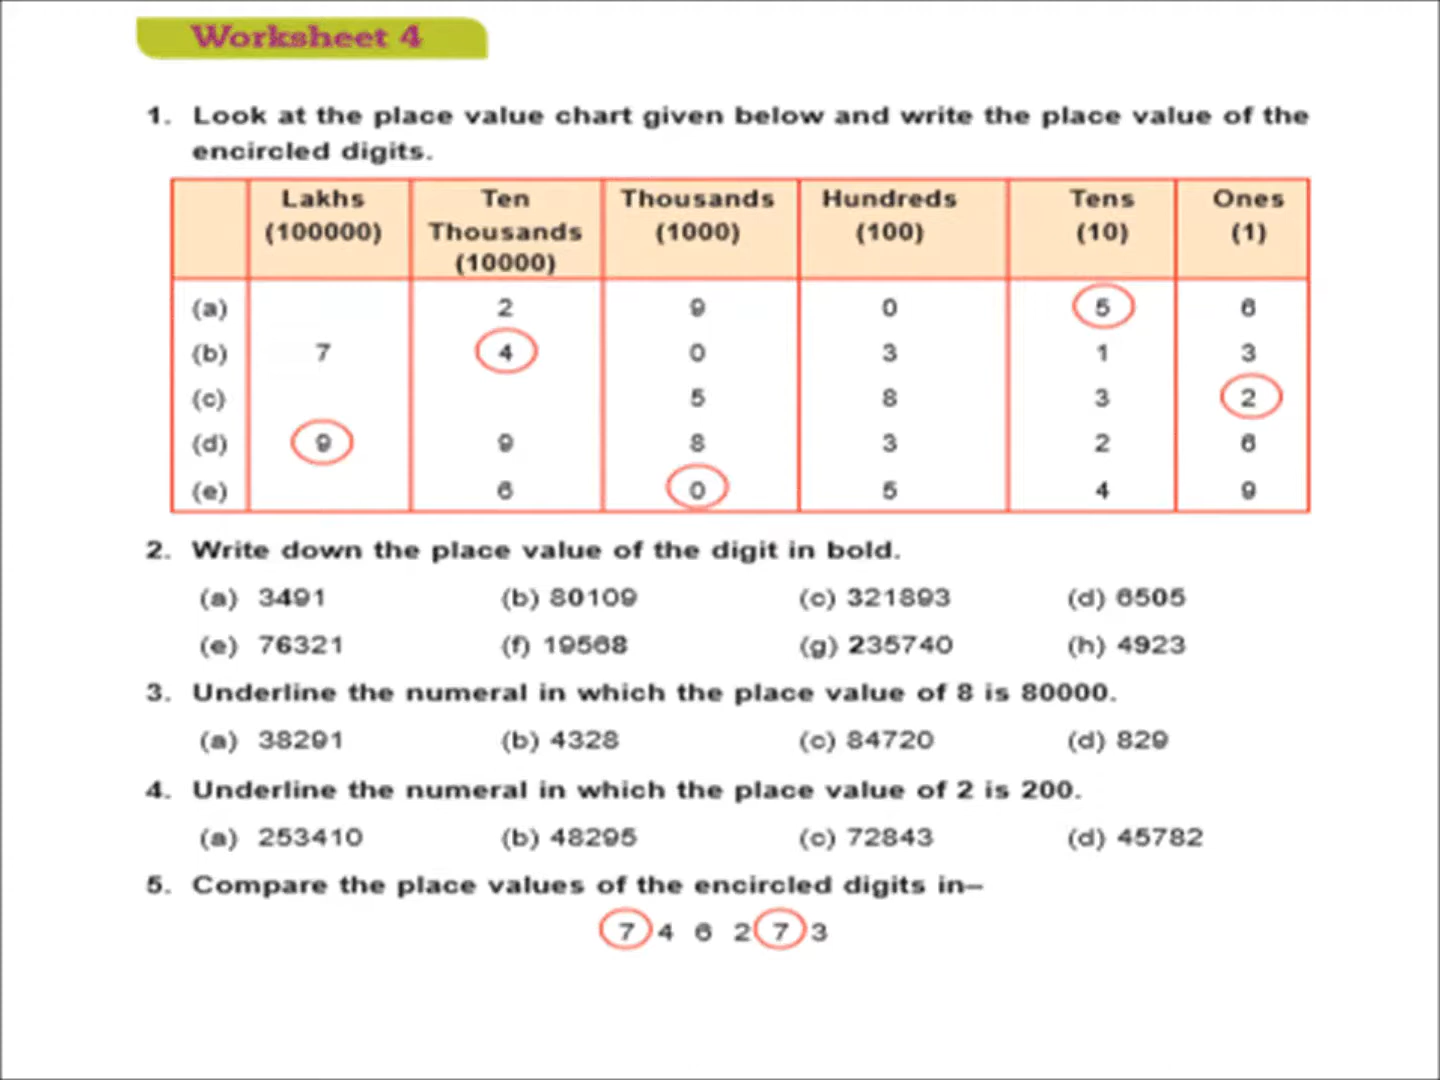 Worksheet 4
1. Look at the place value chart given below and write the place value of the
encircled digits.
Lakhs (100000) Ten Thousands (10000) Thousands (1000) Hundreds (100) Tens (10) Ones (1)
(a) 2 9 0 5 6
(b) 7 4 0 3 1 3
(c) 5 8 3 2
(d) 9 9 8 3 2 6
(e) 6 0 5 4 9
2. Write down the place value of the digit in bold.
(a) 3491 (b) 80109 (c) 321893 (d) 6505
(e) 76321 (f) 19568 (g) 235740 (h) 4923
3. Underline the numeral in which the place value of 8 is 80000.
(a) 38291 (b) 4328 (c) 84720 (d) 829
4. Underline the numeral in which the place value of 2 is 200.
(a) 253410 (b) 48295 (c) 72843 (d) 45782
5. Compare the place values of the encircled digits in–
7 4 6 2 7 3